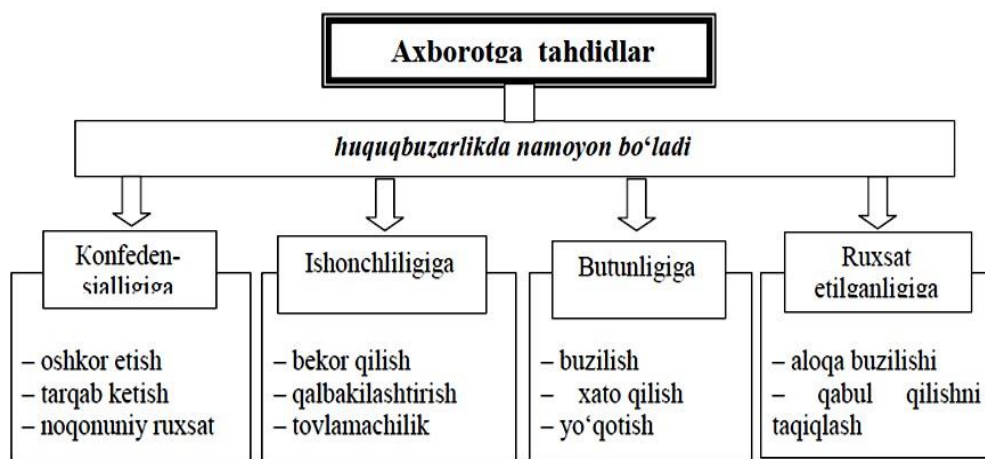 Axborotga tahdidlar
huquqbuzarlikda namoyon bo‘ladi
Konfeden-
sialligiga
– oshkor etish
– tarqab ketish
– noqonuniy ruxsat
Ishonchliligiga
– bekor qilish
– qalbakilashtirish
– tovlamachilik
Butunligiga
– buzilish
– xato qilish
– yo‘qotish
Ruxsat
etilganligiga
– aloqa buzilishi
– qabul qilishni
taqiqlash